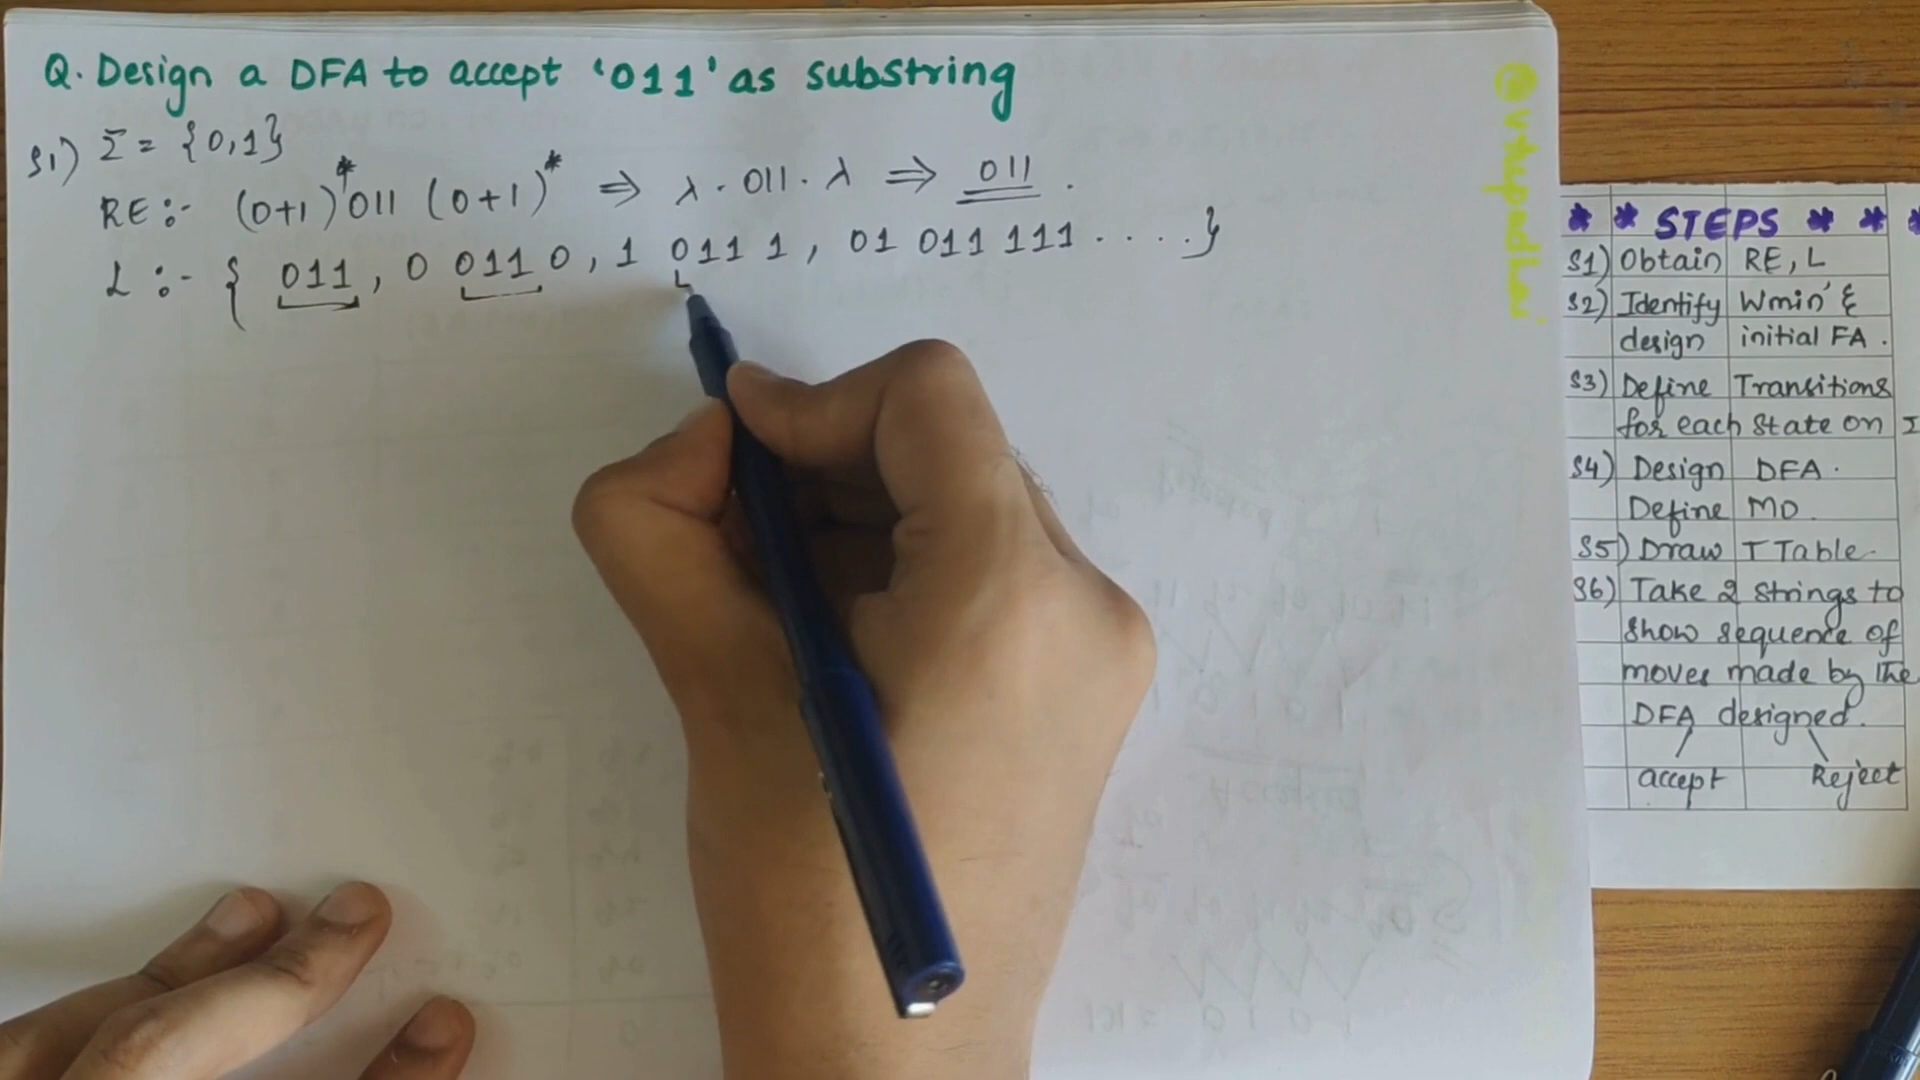 Q. Design a DFA to accept '011' as substring
S1) Σ = {0,1}
RE:- (0+1)*011 (0+1)* ⇒ λ · 011 · λ ⇒ 011 .
L :- { 011 , 0 011 0 , 1 011 1 , 01 011 111 . . . . }
@vtupadhai
* * STEPS * * *
S1) Obtain RE, L
S2) Identify Wmin' &
design initial FA .
S3) Define Transitions
for each State on I
S4) Design DFA .
Define MD
S5) Draw T Table
S6) Take 2 Strings to
show sequence of
moves made by the
DFA designed.
accept Reject